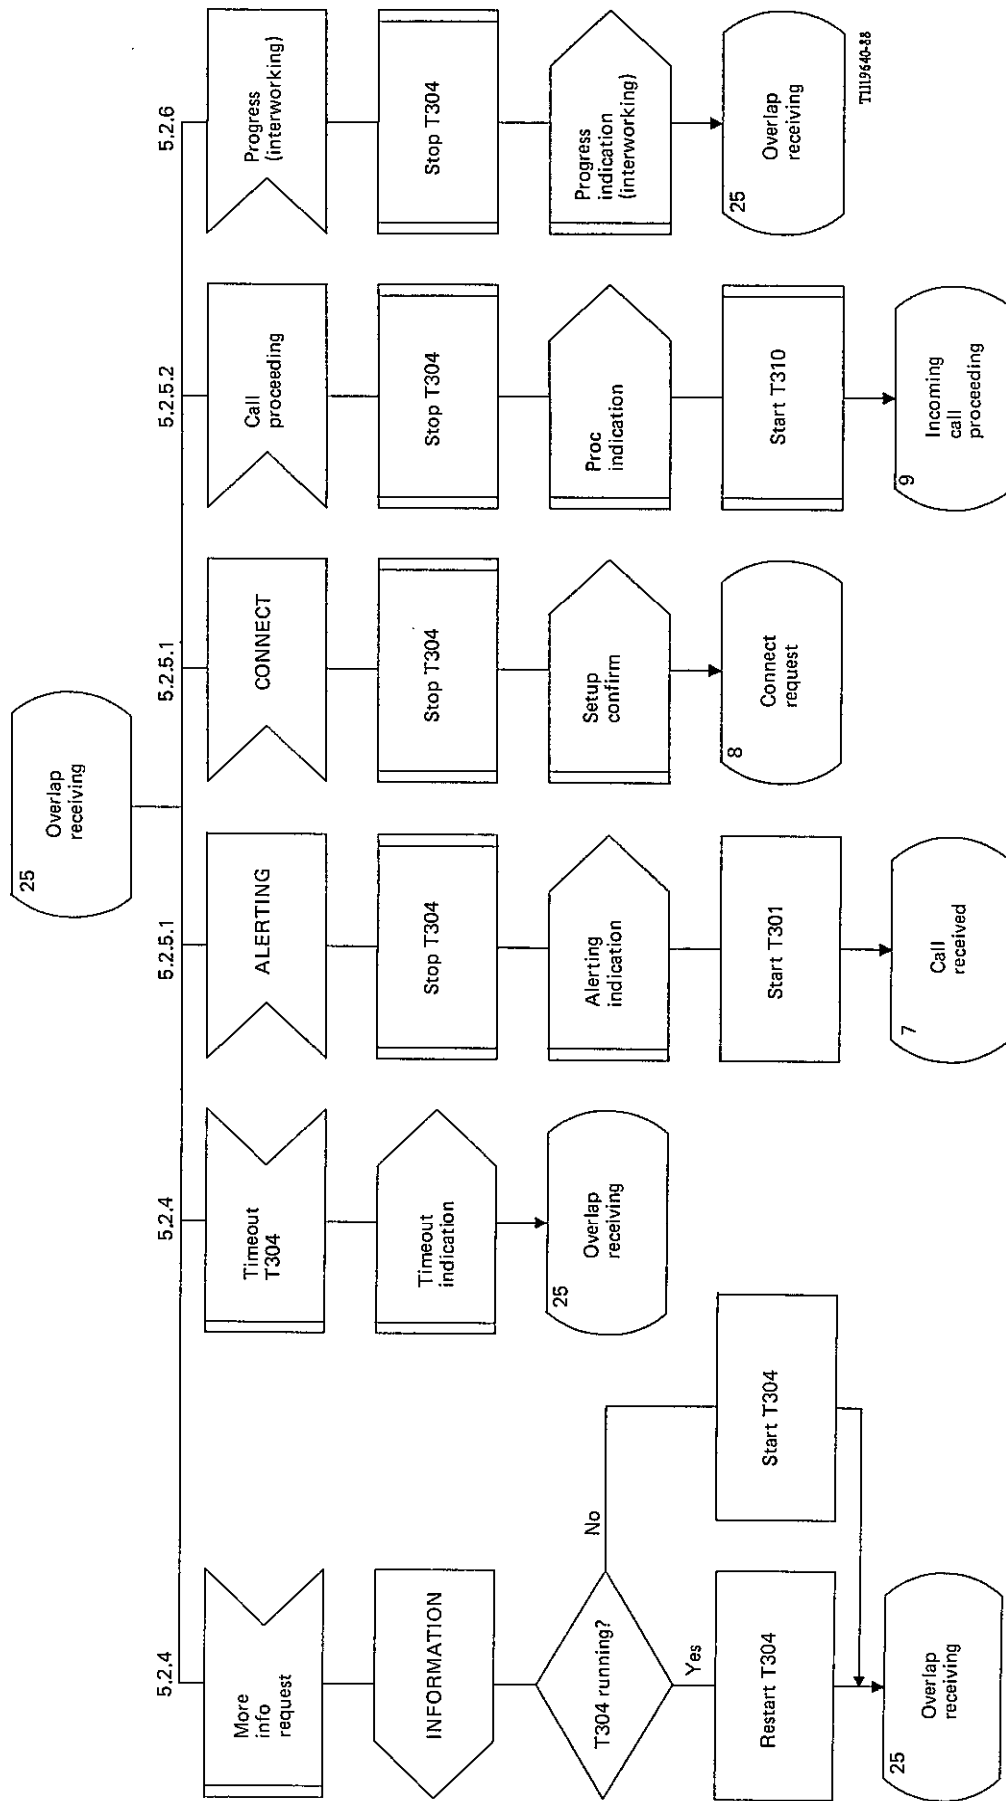 25
Overlap
receiving
5.2.4
More
info
request
INFORMATION
T304 running?
Yes
No
Restart T304
Start T304
25
Overlap
receiving
5.2.4
Timeout
T304
Timeout
indication
25
Overlap
receiving
5.2.5.1
ALERTING
Stop T304
Alerting
indication
Start T301
7
Call
received
5.2.5.1
CONNECT
Stop T304
Setup
confirm
8
Connect
request
5.2.5.2
Call
proceeding
Stop T304
Proc
indication
Start T310
9
Incoming
call
proceeding
5.2.6
Progress
(interworking)
Stop T304
Progress
indication
(interworking)
25
Overlap
receiving
T1119640-88